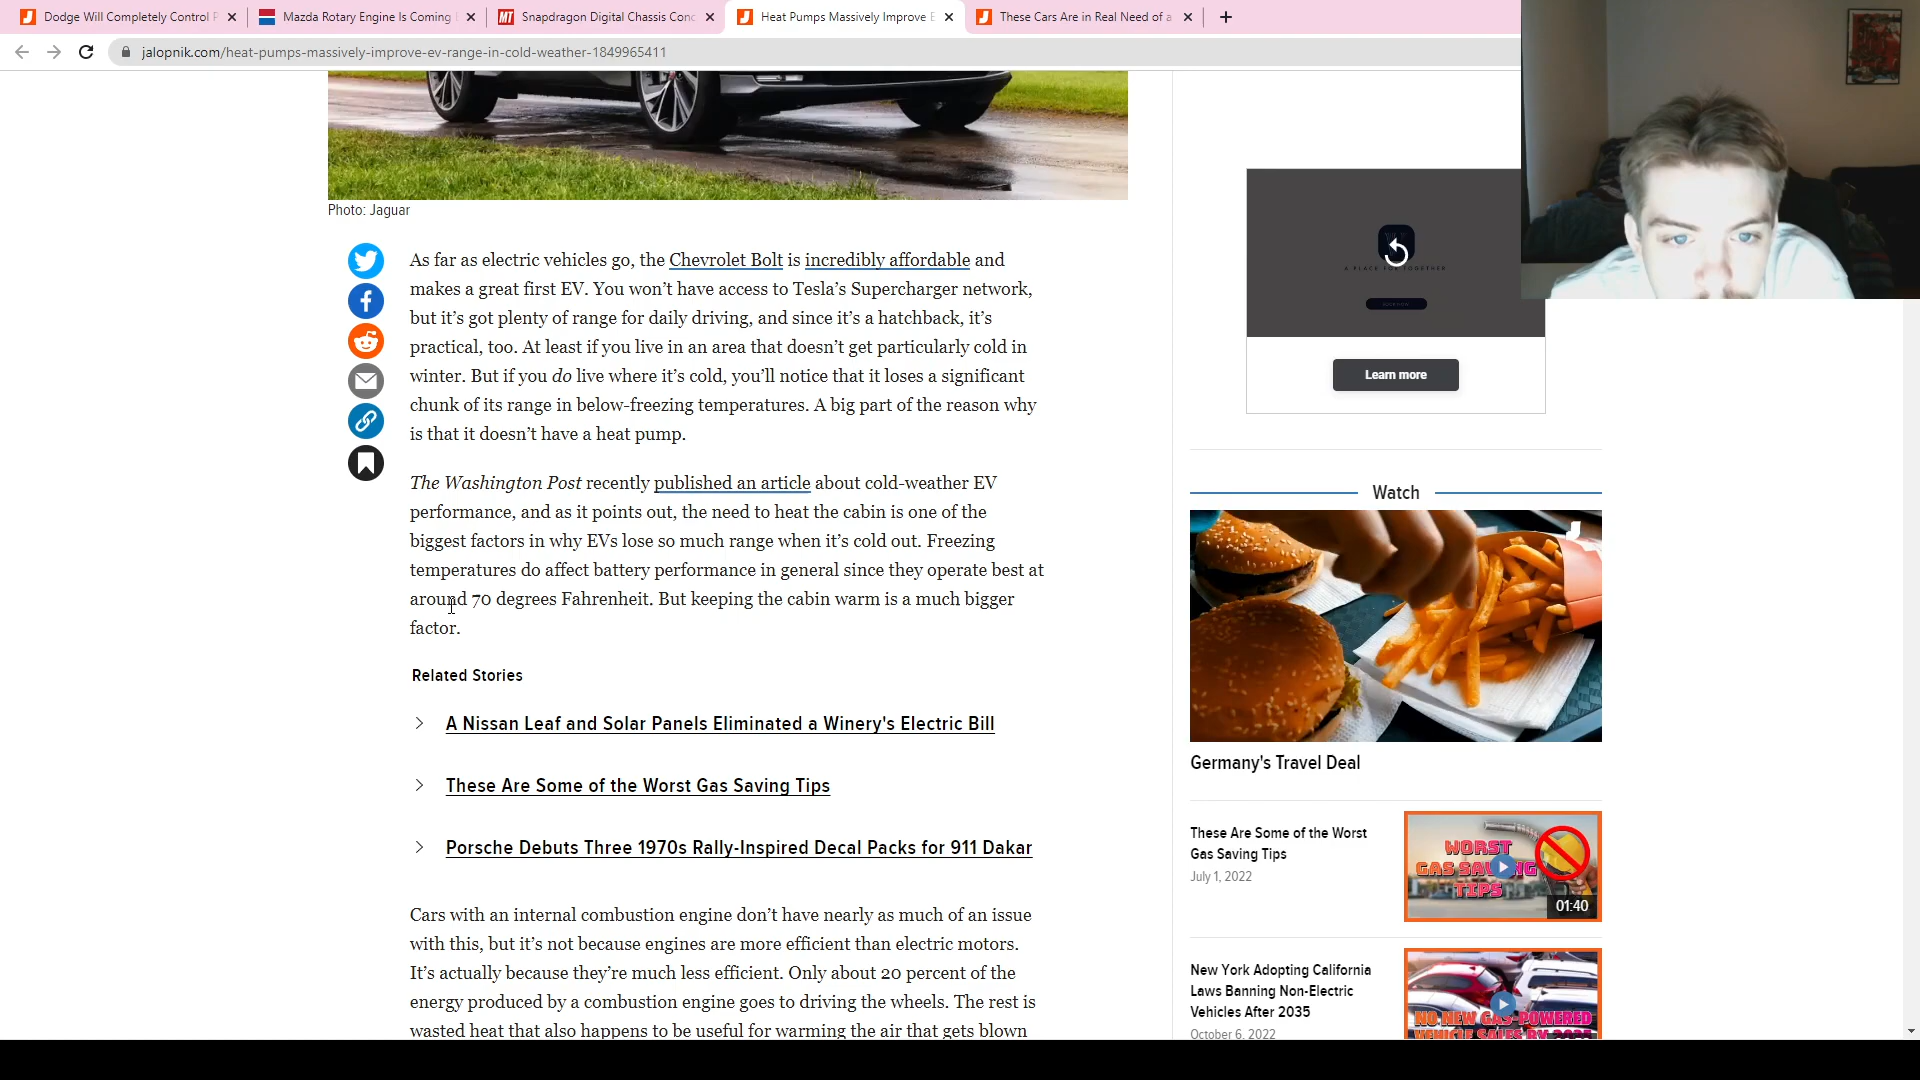 Dodge Will Completely Control P
Mazda Rotary Engine Is Coming
MT Snapdragon Digital Chassis Conc
Heat Pumps Massively Improve E
These Cars Are in Real Need of a
jalopnik.com/heat-pumps-massively-improve-ev-range-in-cold-weather-1849965411
Photo: Jaguar
As far as electric vehicles go, the Chevrolet Bolt is incredibly affordable and
makes a great first EV. You won’t have access to Tesla’s Supercharger network,
but it’s got plenty of range for daily driving, and since it’s a hatchback, it’s
practical, too. At least if you live in an area that doesn’t get particularly cold in
winter. But if you do live where it’s cold, you’ll notice that it loses a significant
chunk of its range in below-freezing temperatures. A big part of the reason why
is that it doesn’t have a heat pump.
The Washington Post recently published an article about cold-weather EV
performance, and as it points out, the need to heat the cabin is one of the
biggest factors in why EVs lose so much range when it’s cold out. Freezing
temperatures do affect battery performance in general since they operate best at
around 70 degrees Fahrenheit. But keeping the cabin warm is a much bigger
factor.
Related Stories
A Nissan Leaf and Solar Panels Eliminated a Winery's Electric Bill
These Are Some of the Worst Gas Saving Tips
Porsche Debuts Three 1970s Rally-Inspired Decal Packs for 911 Dakar
Cars with an internal combustion engine don’t have nearly as much of an issue
with this, but it’s not because engines are more efficient than electric motors.
It’s actually because they’re much less efficient. Only about 20 percent of the
energy produced by a combustion engine goes to driving the wheels. The rest is
wasted heat that also happens to be useful for warming the air that gets blown
A PLACE FOR TOGETHER
Learn more
Watch
Germany's Travel Deal
These Are Some of the Worst
Gas Saving Tips
July 1, 2022
WORST
GAS SAVING
TIPS
01:40
New York Adopting California
Laws Banning Non-Electric
Vehicles After 2035
October 6, 2022
NO NEW GAS-POWERED
VEHICLE SALES BY 2035